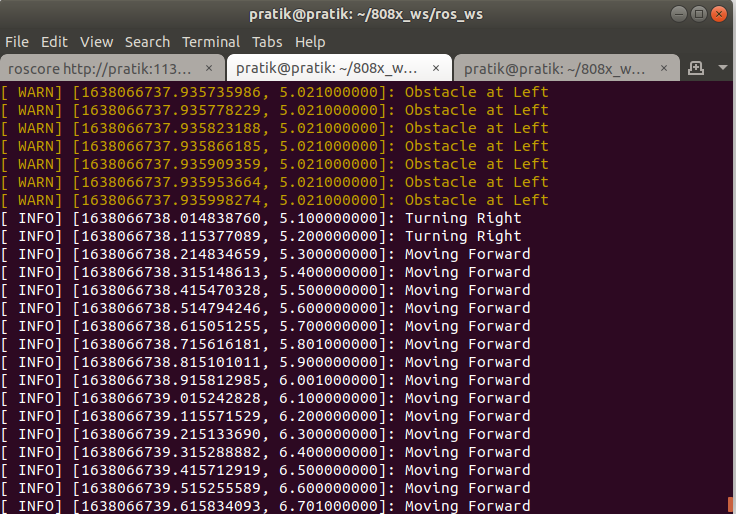 pratik@pratik: ~/808x_ws/ros_ws
File Edit View Search Terminal Tabs Help
roscore http://pratik:113... × pratik@pratik: ~/808x_w... × pratik@pratik: ~/808x_w... ×
[ WARN] [1638066737.935735986, 5.021000000]: Obstacle at Left
[ WARN] [1638066737.935778229, 5.021000000]: Obstacle at Left
[ WARN] [1638066737.935823188, 5.021000000]: Obstacle at Left
[ WARN] [1638066737.935866185, 5.021000000]: Obstacle at Left
[ WARN] [1638066737.935909359, 5.021000000]: Obstacle at Left
[ WARN] [1638066737.935953664, 5.021000000]: Obstacle at Left
[ WARN] [1638066737.935998274, 5.021000000]: Obstacle at Left
[ INFO] [1638066738.014838760, 5.100000000]: Turning Right
[ INFO] [1638066738.115377089, 5.200000000]: Turning Right
[ INFO] [1638066738.214834659, 5.300000000]: Moving Forward
[ INFO] [1638066738.315148613, 5.400000000]: Moving Forward
[ INFO] [1638066738.415470328, 5.500000000]: Moving Forward
[ INFO] [1638066738.514794246, 5.600000000]: Moving Forward
[ INFO] [1638066738.615051255, 5.700000000]: Moving Forward
[ INFO] [1638066738.715616181, 5.801000000]: Moving Forward
[ INFO] [1638066738.815101011, 5.900000000]: Moving Forward
[ INFO] [1638066738.915812985, 6.001000000]: Moving Forward
[ INFO] [1638066739.015242828, 6.100000000]: Moving Forward
[ INFO] [1638066739.115571529, 6.200000000]: Moving Forward
[ INFO] [1638066739.215133690, 6.300000000]: Moving Forward
[ INFO] [1638066739.315288882, 6.400000000]: Moving Forward
[ INFO] [1638066739.415712919, 6.500000000]: Moving Forward
[ INFO] [1638066739.515255589, 6.600000000]: Moving Forward
[ INFO] [1638066739.615834093, 6.701000000]: Moving Forward